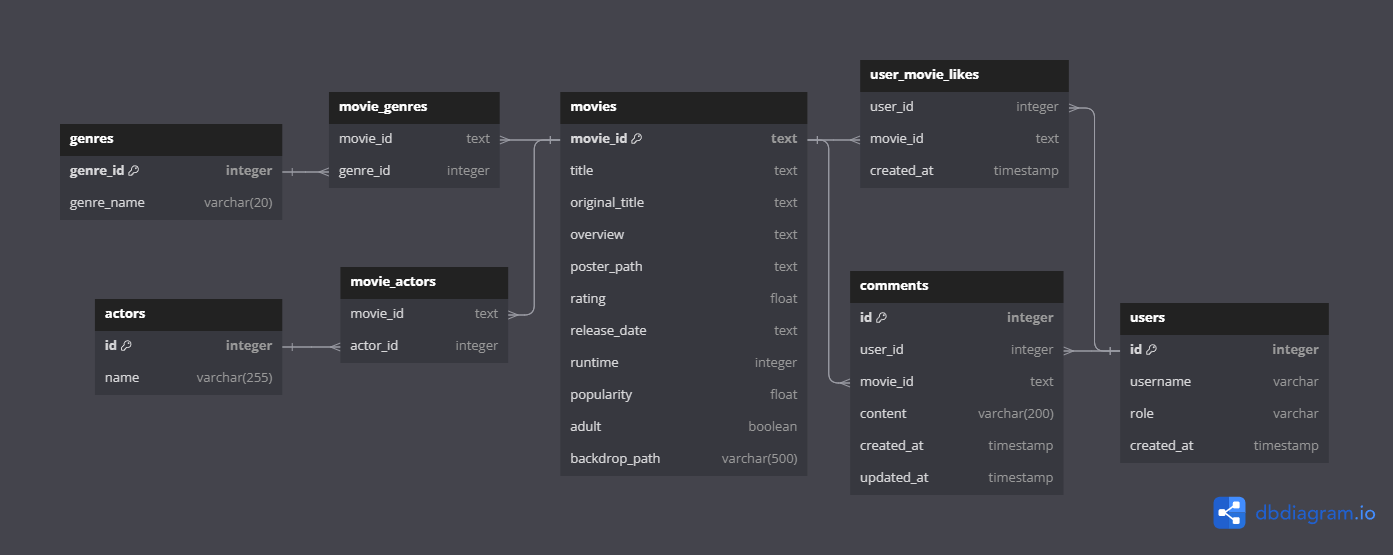 genres
genre_id integer
genre_name varchar(20)
movie_genres
movie_id text
genre_id integer
actors
id integer
name varchar(255)
movie_actors
movie_id text
actor_id integer
movies
movie_id text
title text
original_title text
overview text
poster_path text
rating float
release_date text
runtime integer
popularity float
adult boolean
backdrop_path varchar(500)
user_movie_likes
user_id integer
movie_id text
created_at timestamp
comments
id integer
user_id integer
movie_id text
content varchar(200)
created_at timestamp
updated_at timestamp
users
id integer
username varchar
role varchar
created_at timestamp
dbdiagram.io